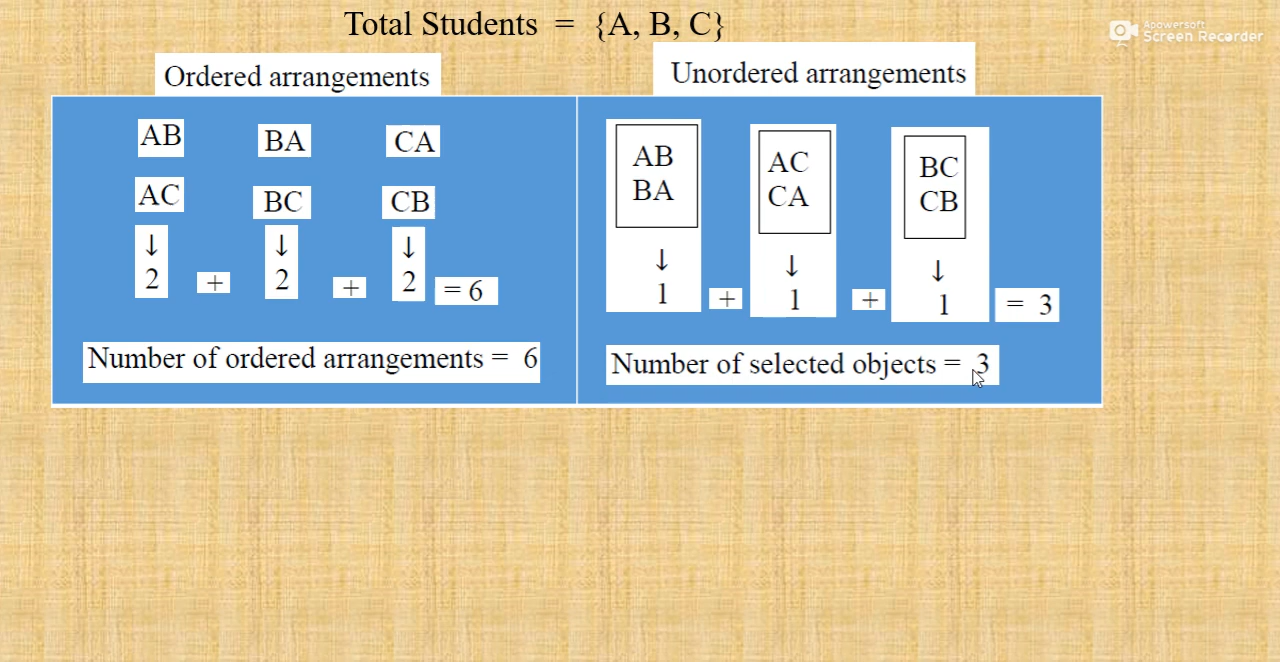 Total Students = {A, B, C}
Apowersoft
Screen Recorder
Ordered arrangements
Unordered arrangements
AB BA CA
AC BC CB
↓ ↓ ↓
2 + 2 + 2 = 6
Number of ordered arrangements = 6
AB AC BC
BA CA CB
↓ ↓ ↓
1 + 1 + 1 = 3
Number of selected objects = 3